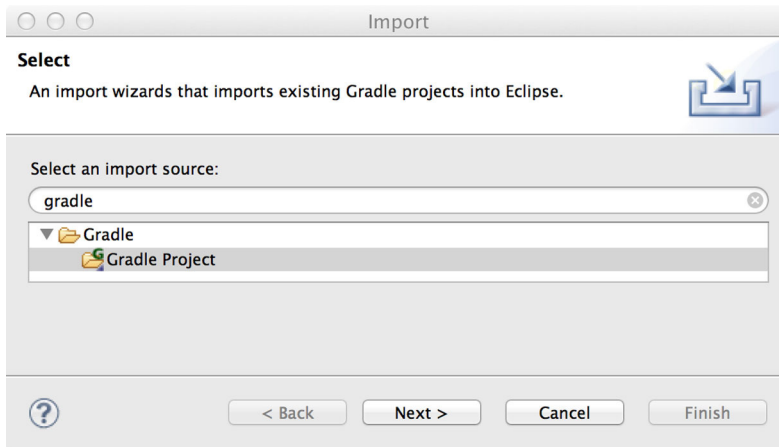 Import
Select
An import wizards that imports existing Gradle projects into Eclipse.
Select an import source:
gradle
Gradle
Gradle Project
? < Back Next > Cancel Finish